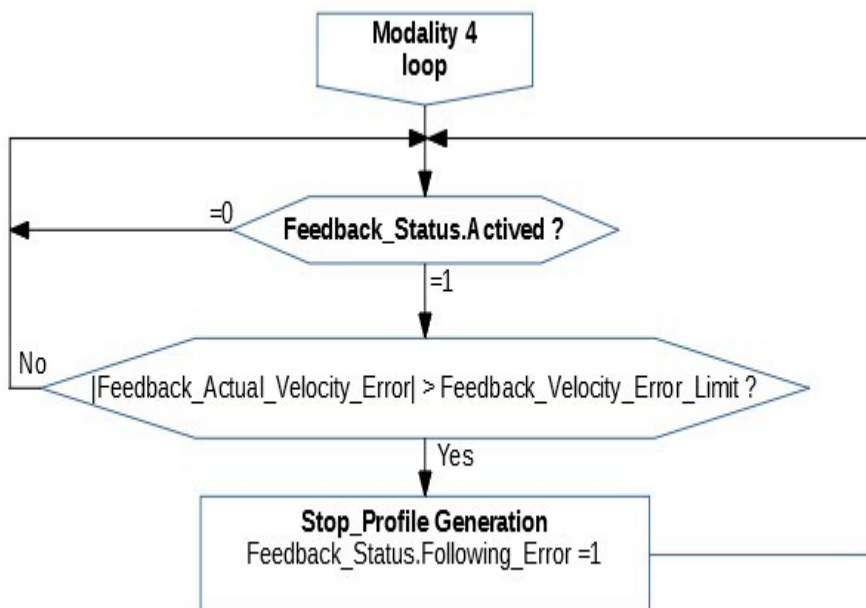 Modality 4
loop
=0
Feedback_Status.Actived ?
=1
No
|Feedback_Actual_Velocity_Error| > Feedback_Velocity_Error_Limit ?
Yes
Stop_Profile Generation
Feedback_Status.Following_Error =1